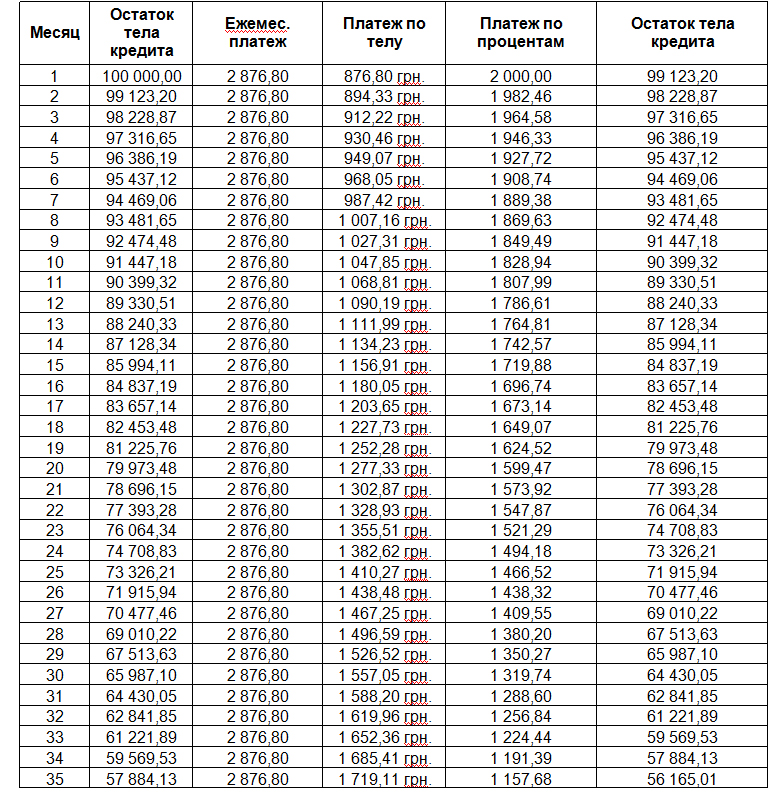 Месяц Остаток тела кредита Ежемес. платеж Платеж по телу Платеж по процентам Остаток тела кредита
1 100 000,00 2 876,80 876,80 грн. 2 000,00 99 123,20
2 99 123,20 2 876,80 894,33 грн. 1 982,46 98 228,87
3 98 228,87 2 876,80 912,22 грн. 1 964,58 97 316,65
4 97 316,65 2 876,80 930,46 грн. 1 946,33 96 386,19
5 96 386,19 2 876,80 949,07 грн. 1 927,72 95 437,12
6 95 437,12 2 876,80 968,05 грн. 1 908,74 94 469,06
7 94 469,06 2 876,80 987,42 грн. 1 889,38 93 481,65
8 93 481,65 2 876,80 1 007,16 грн. 1 869,63 92 474,48
9 92 474,48 2 876,80 1 027,31 грн. 1 849,49 91 447,18
10 91 447,18 2 876,80 1 047,85 грн. 1 828,94 90 399,32
11 90 399,32 2 876,80 1 068,81 грн. 1 807,99 89 330,51
12 89 330,51 2 876,80 1 090,19 грн. 1 786,61 88 240,33
13 88 240,33 2 876,80 1 111,99 грн. 1 764,81 87 128,34
14 87 128,34 2 876,80 1 134,23 грн. 1 742,57 85 994,11
15 85 994,11 2 876,80 1 156,91 грн. 1 719,88 84 837,19
16 84 837,19 2 876,80 1 180,05 грн. 1 696,74 83 657,14
17 83 657,14 2 876,80 1 203,65 грн. 1 673,14 82 453,48
18 82 453,48 2 876,80 1 227,73 грн. 1 649,07 81 225,76
19 81 225,76 2 876,80 1 252,28 грн. 1 624,52 79 973,48
20 79 973,48 2 876,80 1 277,33 грн. 1 599,47 78 696,15
21 78 696,15 2 876,80 1 302,87 грн. 1 573,92 77 393,28
22 77 393,28 2 876,80 1 328,93 грн. 1 547,87 76 064,34
23 76 064,34 2 876,80 1 355,51 грн. 1 521,29 74 708,83
24 74 708,83 2 876,80 1 382,62 грн. 1 494,18 73 326,21
25 73 326,21 2 876,80 1 410,27 грн. 1 466,52 71 915,94
26 71 915,94 2 876,80 1 438,48 грн. 1 438,32 70 477,46
27 70 477,46 2 876,80 1 467,25 грн. 1 409,55 69 010,22
28 69 010,22 2 876,80 1 496,59 грн. 1 380,20 67 513,63
29 67 513,63 2 876,80 1 526,52 грн. 1 350,27 65 987,10
30 65 987,10 2 876,80 1 557,05 грн. 1 319,74 64 430,05
31 64 430,05 2 876,80 1 588,20 грн. 1 288,60 62 841,85
32 62 841,85 2 876,80 1 619,96 грн. 1 256,84 61 221,89
33 61 221,89 2 876,80 1 652,36 грн. 1 224,44 59 569,53
34 59 569,53 2 876,80 1 685,41 грн. 1 191,39 57 884,13
35 57 884,13 2 876,80 1 719,11 грн. 1 157,68 56 165,01